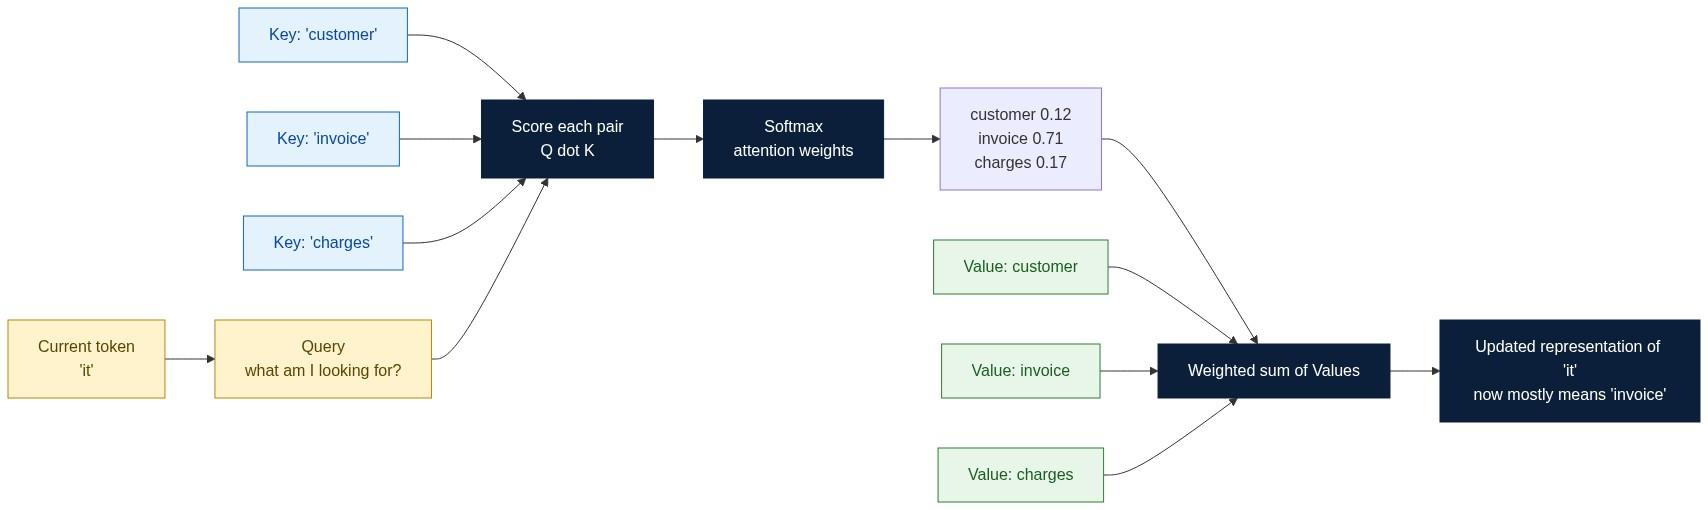 Key: 'customer'
Key: 'invoice'
Key: 'charges'
Current token
'it'
Query
what am I looking for?
Score each pair
Q dot K
Softmax
attention weights
customer 0.12
invoice 0.71
charges 0.17
Value: customer
Value: invoice
Value: charges
Weighted sum of Values
Updated representation of
'it'
now mostly means 'invoice'